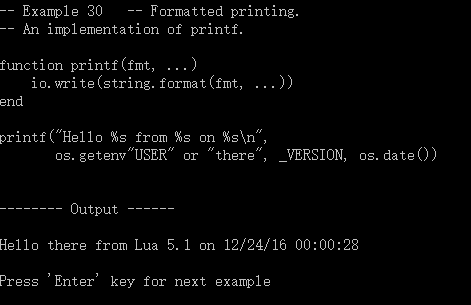 -- Example 30   -- Formatted printing.
-- An implementation of printf.
function printf(fmt, ...)
    io.write(string.format(fmt, ...))
end
printf("Hello %s from %s on %s\n",
       os.getenv"USER" or "there", _VERSION, os.date())
-------- Output ------
Hello there from Lua 5.1 on 12/24/16 00:00:28
Press 'Enter' key for next example